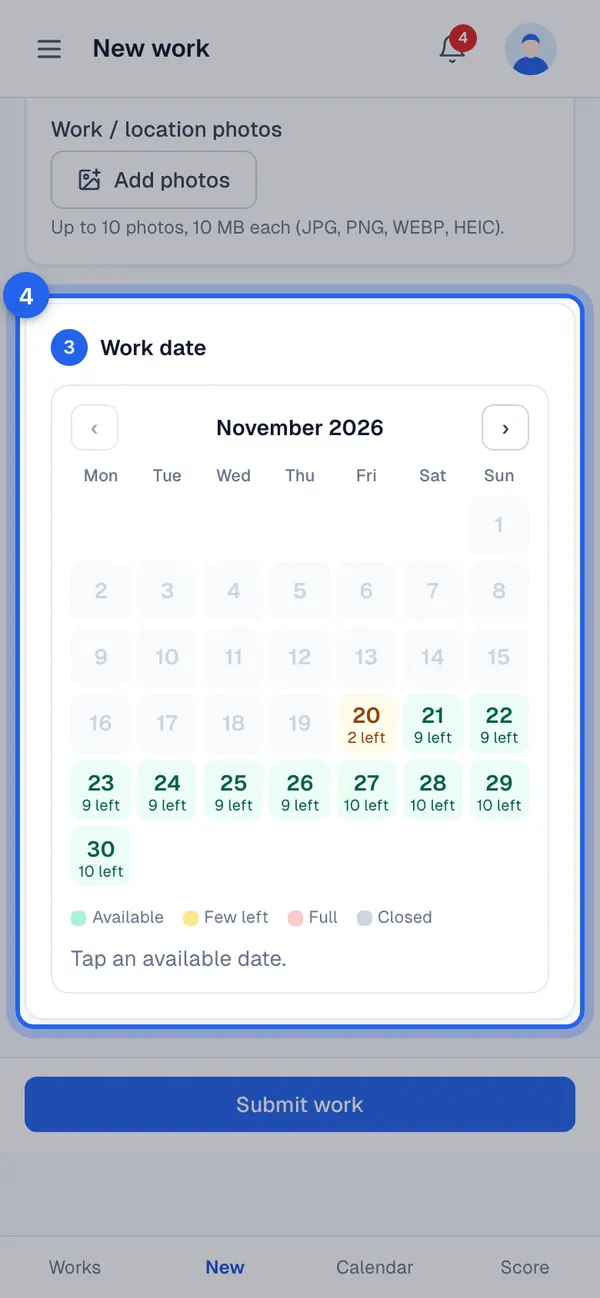 New work
4
Work / location photos
Add photos
Up to 10 photos, 10 MB each (JPG, PNG, WEBP, HEIC).
4
3 Work date
‹ November 2026 ›
Mon Tue Wed Thu Fri Sat Sun
1
2 3 4 5 6 7 8
9 10 11 12 13 14 15
16 17 18 19 20 21 22
2 left 9 left 9 left
23 24 25 26 27 28 29
9 left 9 left 9 left 9 left 10 left 10 left 10 left
30
10 left
Available Few left Full Closed
Tap an available date.
Submit work
Works New Calendar Score